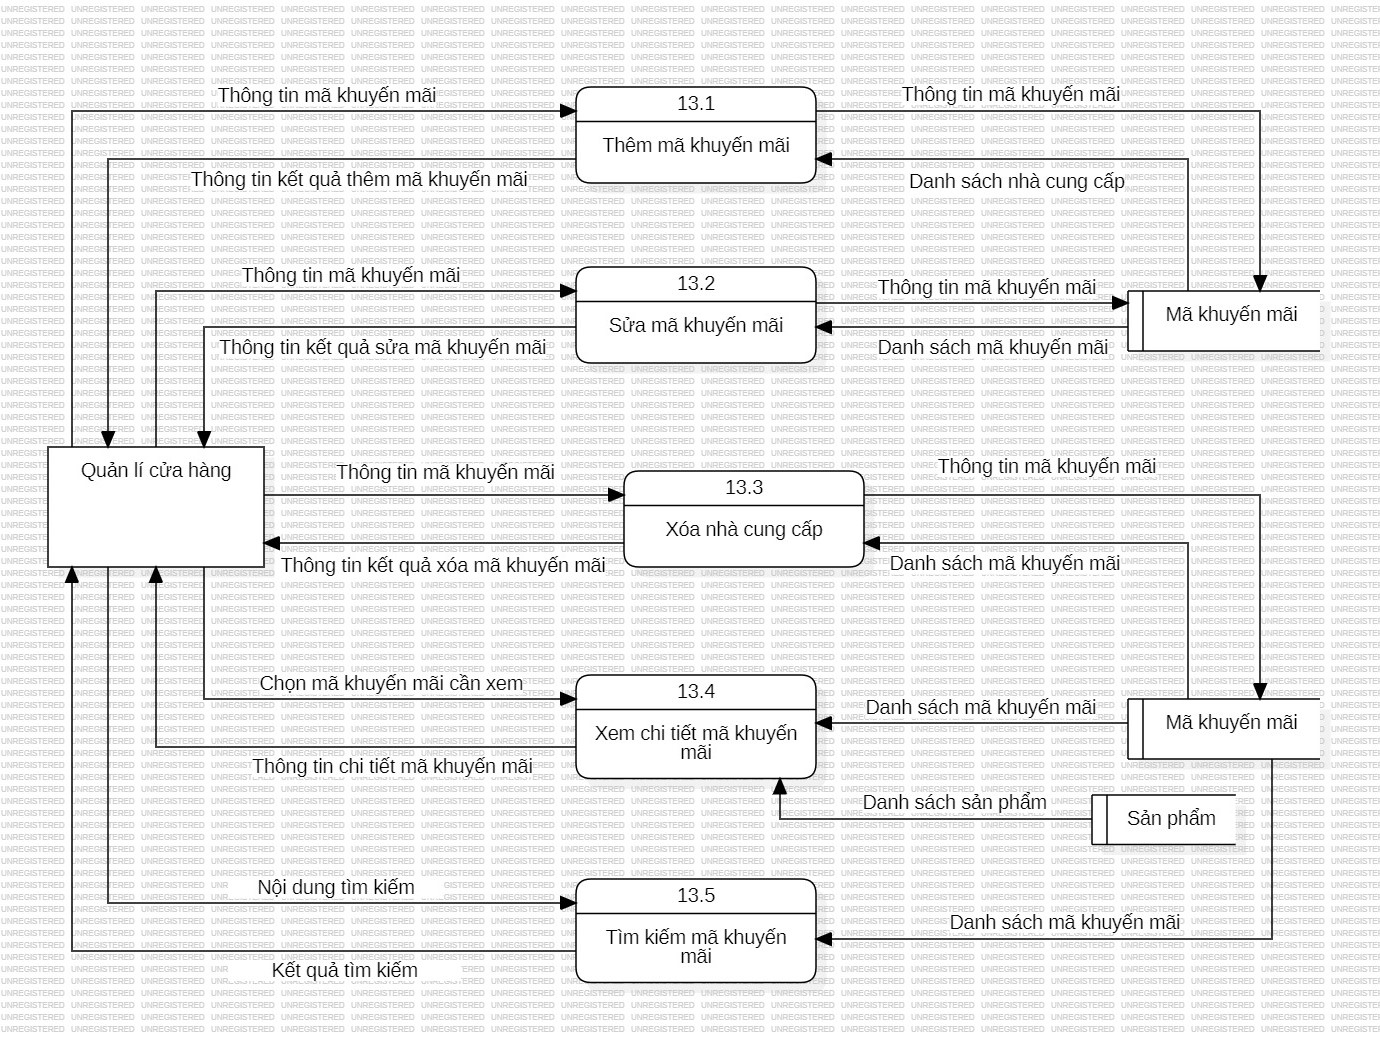 Thông tin mã khuyến mãi
13.1
Thông tin mã khuyến mãi
Thêm mã khuyến mãi
Thông tin kết quả thêm mã khuyến mãi
Danh sách nhà cung cấp
Thông tin mã khuyến mãi
13.2
Thông tin mã khuyến mãi
Mã khuyến mãi
Sửa mã khuyến mãi
Thông tin kết quả sửa mã khuyến mãi
Danh sách mã khuyến mãi
Quản lí cửa hàng
Thông tin mã khuyến mãi
13.3
Thông tin mã khuyến mãi
Xóa nhà cung cấp
Thông tin kết quả xóa mã khuyến mãi
Danh sách mã khuyến mãi
Chọn mã khuyến mãi cần xem
13.4
Danh sách mã khuyến mãi
Mã khuyến mãi
Xem chi tiết mã khuyến
mãi
Thông tin chi tiết mã khuyến mãi
Danh sách sản phẩm
Sản phẩm
Nội dung tìm kiếm
13.5
Danh sách mã khuyến mãi
Tìm kiếm mã khuyến
mãi
Kết quả tìm kiếm
UNREGISTERED